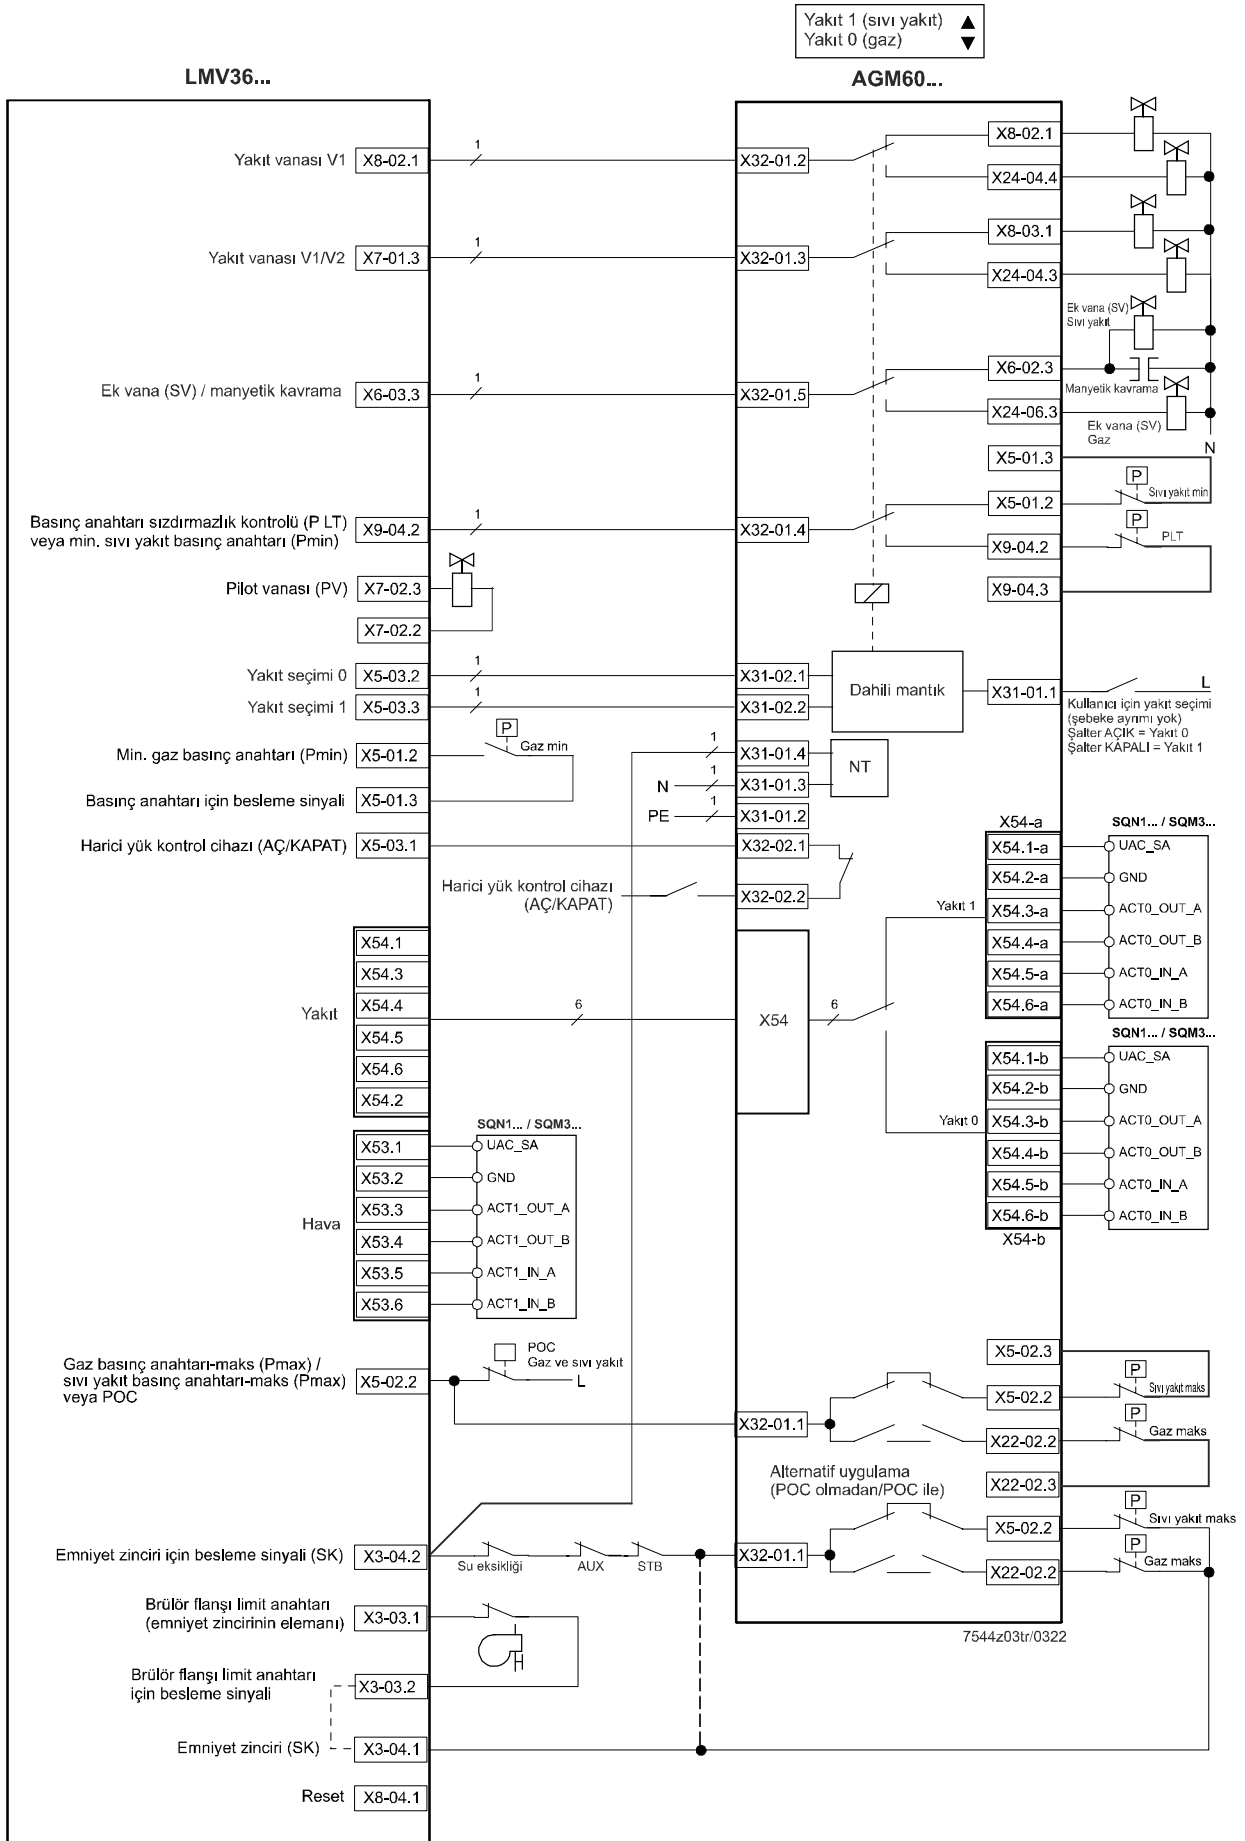 Yakıt 1 (sıvı yakıt) ▲
Yakıt 0 (gaz) ▼
LMV36...
AGM60...
Yakıt vanası V1
X8-02.1
1
X32-01.2
X8-02.1
X24-04.4
Yakıt vanası V1/V2
X7-01.3
1
X32-01.3
X8-03.1
X24-04.3
Ek vana (SV)
Sıvı yakıt
Ek vana (SV) / manyetik kavrama
X6-03.3
1
X32-01.5
X6-02.3
Manyetik kavrama
X24-06.3
Ek vana (SV)
Gaz
N
X5-01.3
P
Sıvı yakıt min
X5-01.2
Basınç anahtarı sızdırmazlık kontrolü (P LT)
veya min. sıvı yakıt basınç anahtarı (Pmin)
X9-04.2
1
X32-01.4
P
PLT
X9-04.2
X9-04.3
Pilot vanası (PV)
X7-02.3
X7-02.2
Yakıt seçimi 0
X5-03.2
1
X31-02.1
Yakıt seçimi 1
X5-03.3
1
X31-02.2
Dahili mantık
X31-01.1
L
Kullanıcı için yakıt seçimi
(şebeke ayrımı yok)
Şalter AÇIK = Yakıt 0
Şalter KAPALI = Yakıt 1
Min. gaz basınç anahtarı (Pmin)
X5-01.2
P
Gaz min
1
X31-01.4
NT
N
1
X31-01.3
Basınç anahtarı için besleme sinyali
X5-01.3
PE
1
X31-01.2
Harici yük kontrol cihazı (AÇ/KAPAT)
X5-03.1
X32-02.1
Harici yük kontrol cihazı
(AÇ/KAPAT)
X32-02.2
X54-a
SQN1... / SQM3...
X54.1-a
UAC_SA
X54.2-a
GND
Yakıt 1
X54.3-a
ACT0_OUT_A
X54.4-a
ACT0_OUT_B
X54.5-a
ACT0_IN_A
X54.6-a
ACT0_IN_B
Yakıt
X54.1
X54.3
X54.4
X54.5
X54.6
X54.2
6
X54
6
SQN1... / SQM3...
X54.1-b
UAC_SA
X54.2-b
GND
Yakıt 0
X54.3-b
ACT0_OUT_A
X54.4-b
ACT0_OUT_B
X54.5-b
ACT0_IN_A
X54.6-b
ACT0_IN_B
X54-b
SQN1... / SQM3...
Hava
X53.1
UAC_SA
X53.2
GND
X53.3
ACT1_OUT_A
X53.4
ACT1_OUT_B
X53.5
ACT1_IN_A
X53.6
ACT1_IN_B
Gaz basınç anahtarı-maks (Pmax) /
sıvı yakıt basınç anahtarı-maks (Pmax)
veya POC
X5-02.2
POC
Gaz ve sıvı yakıt
L
X32-01.1
X5-02.3
P
Sıvı yakıt maks
X5-02.2
P
Gaz maks
X22-02.2
X22-02.3
Alternatif uygulama
(POC olmadan/POC ile)
P
Sıvı yakıt maks
X5-02.2
P
Gaz maks
X22-02.2
Emniyet zinciri için besleme sinyali (SK)
X3-04.2
Su eksikliği
AUX
STB
X32-01.1
Brülör flanşı limit anahtarı
(emniyet zincirinin elemanı)
X3-03.1
7544z03tr/0322
Brülör flanşı limit anahtarı
için besleme sinyali
X3-03.2
Emniyet zinciri (SK)
X3-04.1
Reset
X8-04.1